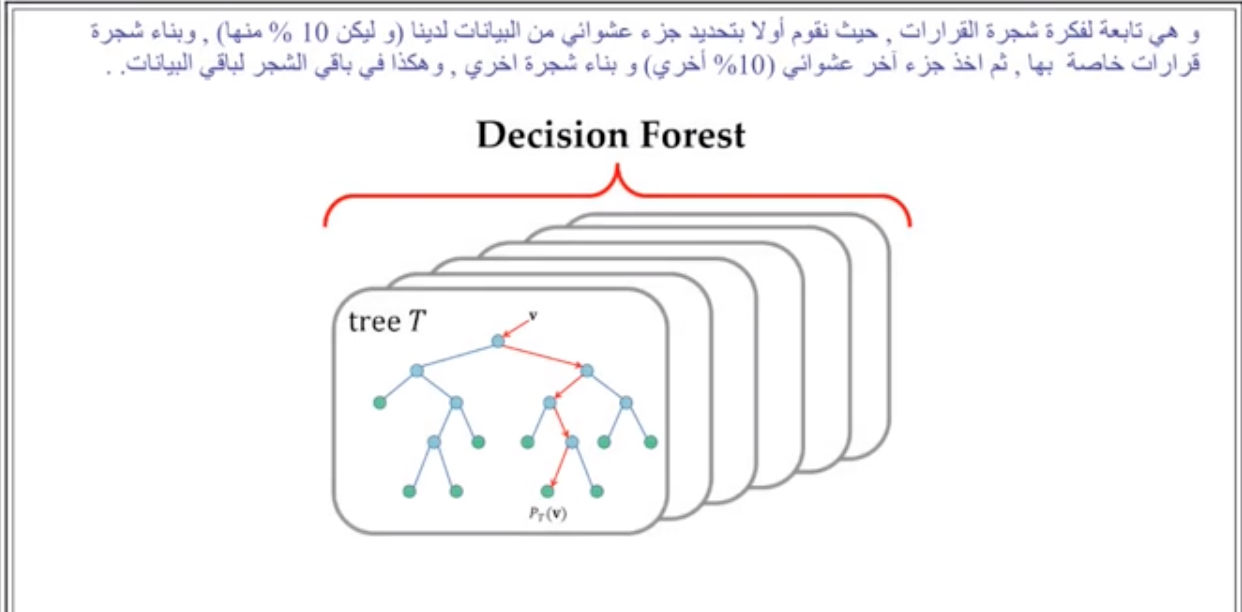 و هي تابعة لفكرة شجرة القرارات , حيث نقوم أولا بتحديد جزء عشوائي من البيانات لدينا (و ليكن 10 % منها) , وبناء شجرة
قرارات خاصة بها , ثم اخذ جزء آخر عشوائي (10% أخري) و بناء شجرة اخري , وهكذا في باقي الشجر لباقي البيانات. .
Decision Forest
tree T
v
P_T(v)